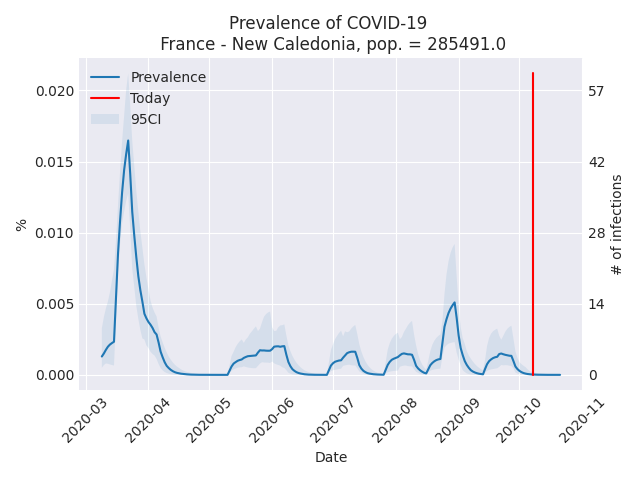 Prevalence of COVID-19
France - New Caledonia, pop. = 285491.0
Prevalence
Today
95CI
0.020
0.015
0.010
0.005
0.000
%
57
42
28
14
0
# of infections
2020-03
2020-04
2020-05
2020-06
2020-07
2020-08
2020-09
2020-10
2020-11
Date